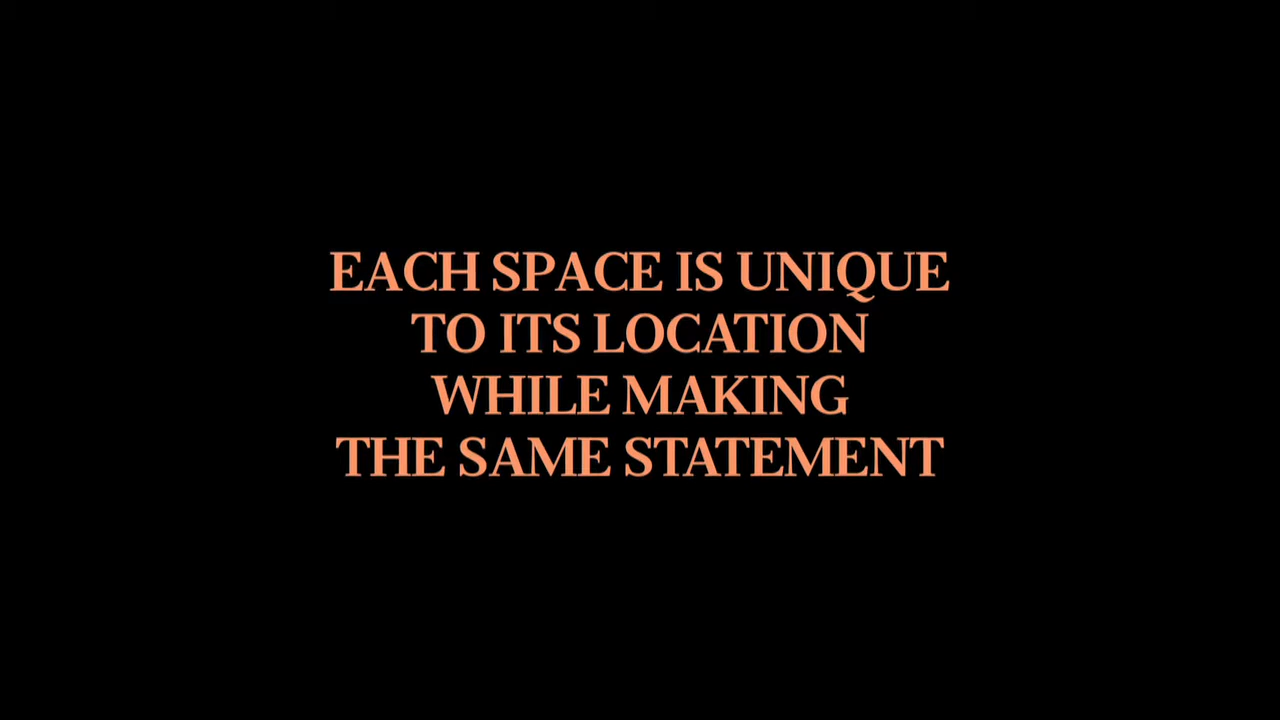 EACH SPACE IS UNIQUE
TO ITS LOCATION
WHILE MAKING
THE SAME STATEMENT